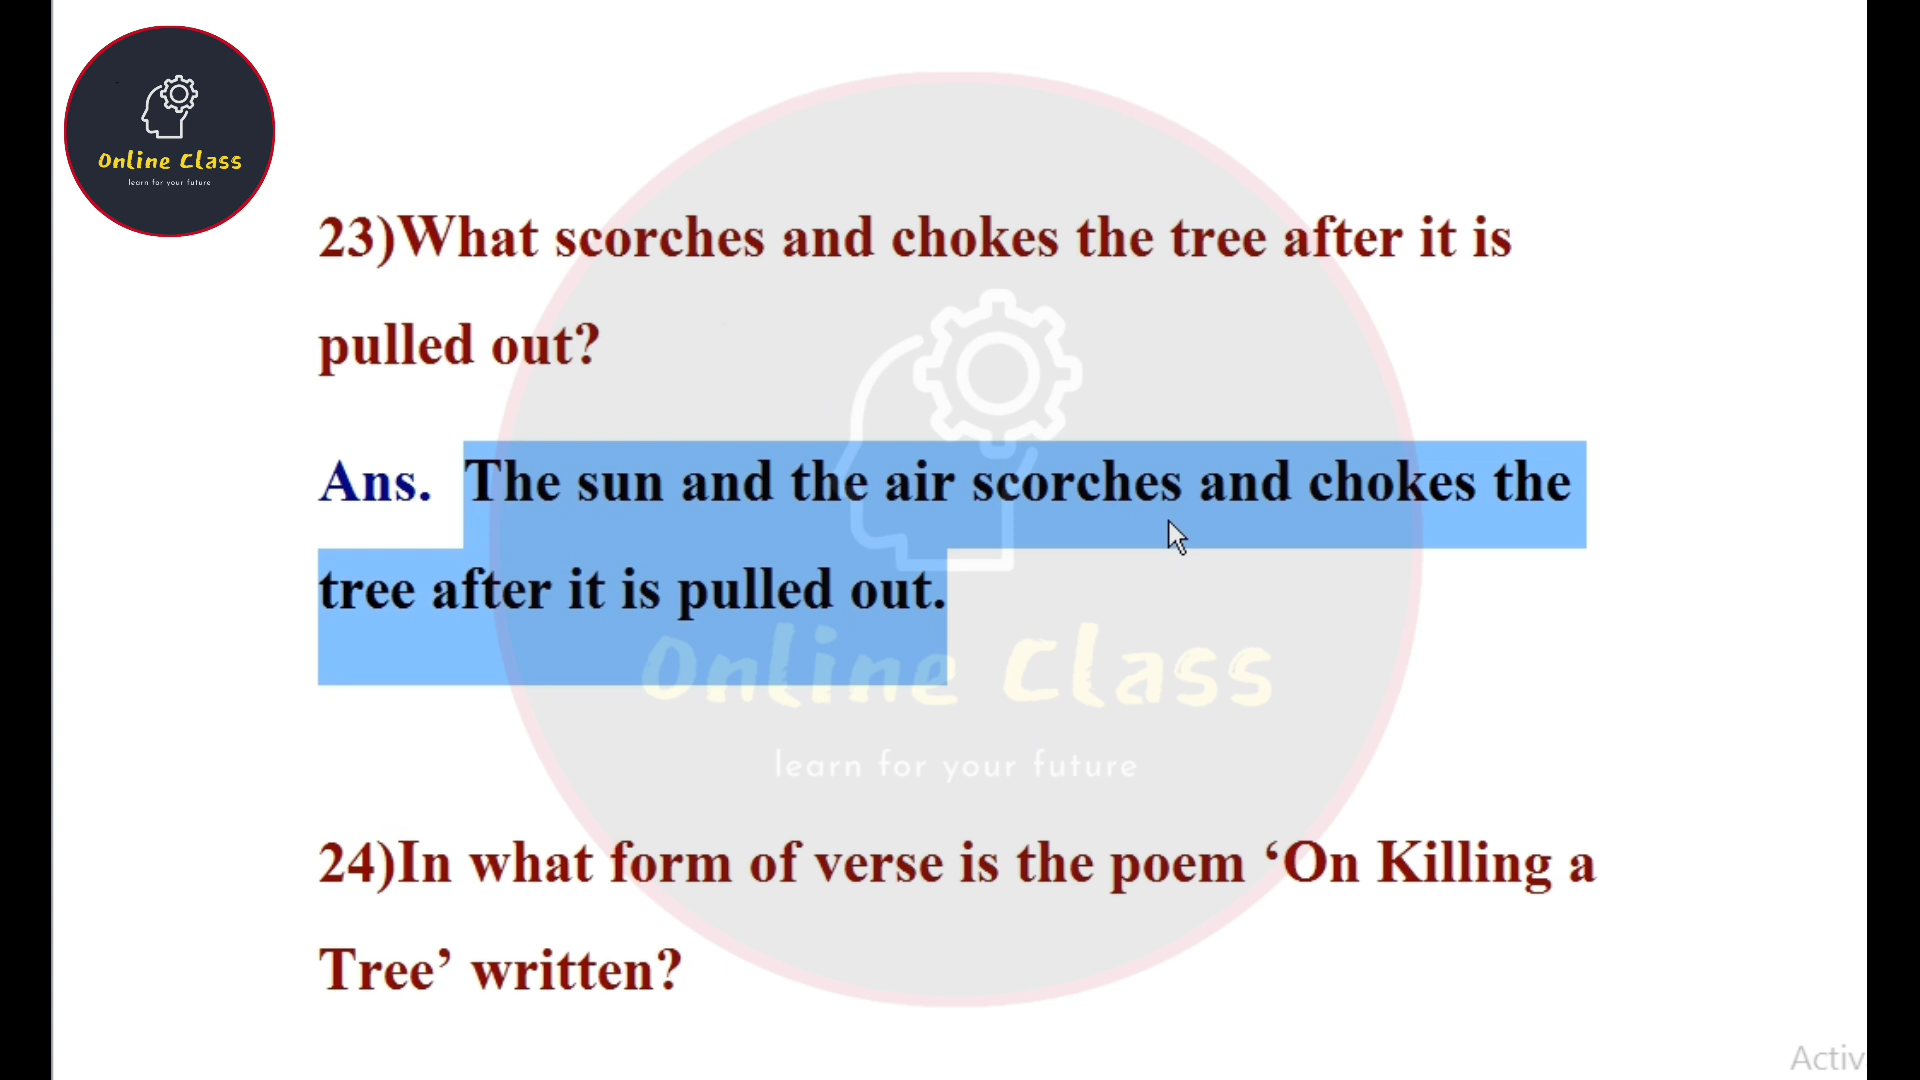 Online Class
learn for your future
23)What scorches and chokes the tree after it is
pulled out?
Ans. The sun and the air scorches and chokes the
tree after it is pulled out.
Online Class
learn for your future
24)In what form of verse is the poem ‘On Killing a
Tree’ written?
Activ